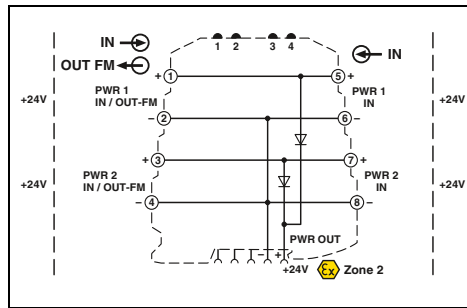 IN
1 2 3 4
IN
OUT FM
+ 1
5 +
PWR 1
IN / OUT-FM
PWR 1
IN
+24V
+24V
- 2
6 -
+ 3
7 +
PWR 2
IN / OUT-FM
PWR 2
IN
+24V
+24V
- 4
8 -
PWR OUT
- +
+24V
Ex Zone 2